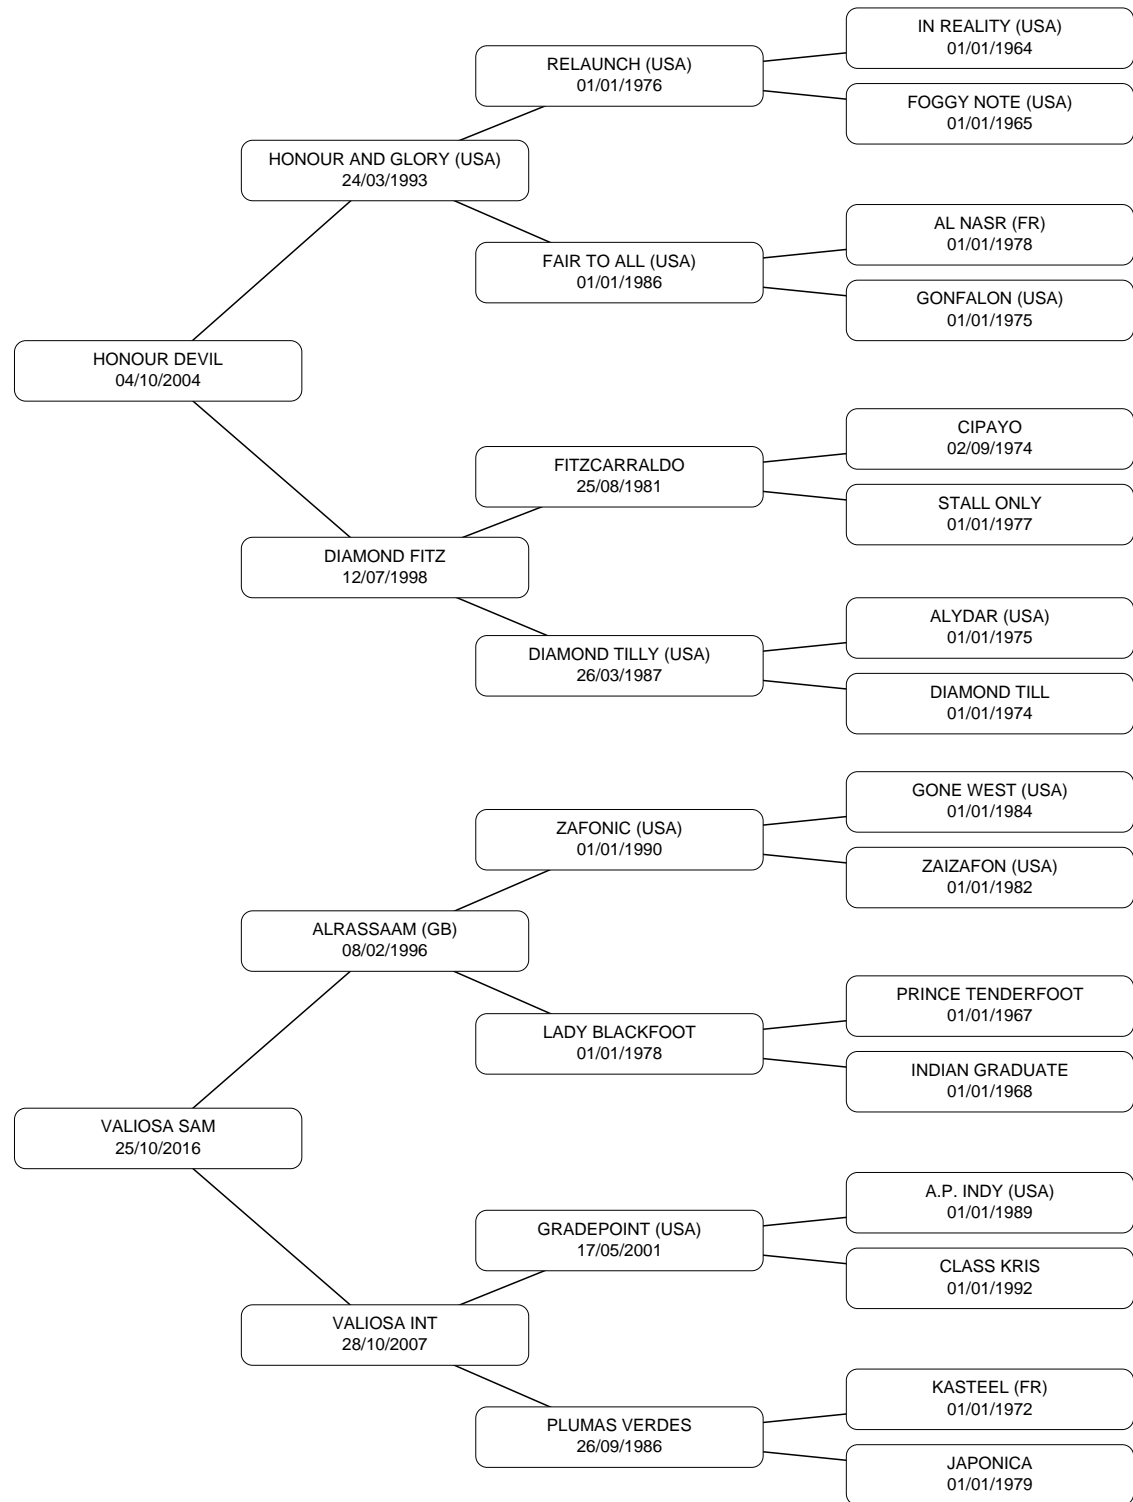 IN REALITY (USA)
01/01/1964
RELAUNCH (USA)
01/01/1976
FOGGY NOTE (USA)
01/01/1965
HONOUR AND GLORY (USA)
24/03/1993
AL NASR (FR)
01/01/1978
FAIR TO ALL (USA)
01/01/1986
GONFALON (USA)
01/01/1975
HONOUR DEVIL
04/10/2004
CIPAYO
02/09/1974
FITZCARRALDO
25/08/1981
STALL ONLY
01/01/1977
DIAMOND FITZ
12/07/1998
ALYDAR (USA)
01/01/1975
DIAMOND TILLY (USA)
26/03/1987
DIAMOND TILL
01/01/1974
GONE WEST (USA)
01/01/1984
ZAFONIC (USA)
01/01/1990
ZAIZAFON (USA)
01/01/1982
ALRASSAAM (GB)
08/02/1996
PRINCE TENDERFOOT
01/01/1967
LADY BLACKFOOT
01/01/1978
INDIAN GRADUATE
01/01/1968
VALIOSA SAM
25/10/2016
A.P. INDY (USA)
01/01/1989
GRADEPOINT (USA)
17/05/2001
CLASS KRIS
01/01/1992
VALIOSA INT
28/10/2007
KASTEEL (FR)
01/01/1972
PLUMAS VERDES
26/09/1986
JAPONICA
01/01/1979